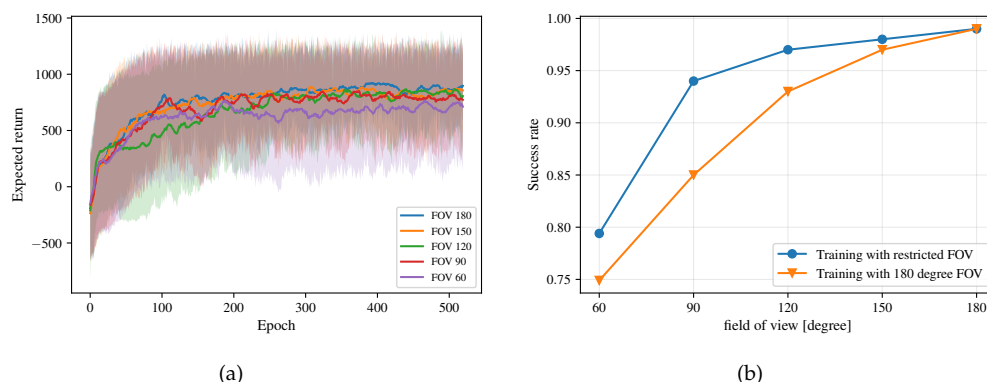 1500
1000
500
0
−500
Expected return
0 100 200 300 400 500
Epoch
FOV 180
FOV 150
FOV 120
FOV 90
FOV 60
(a)
1.00
0.95
0.90
0.85
0.80
0.75
Success rate
60 90 120 150 180
field of view [degree]
Training with restricted FOV
Training with 180 degree FOV
(b)